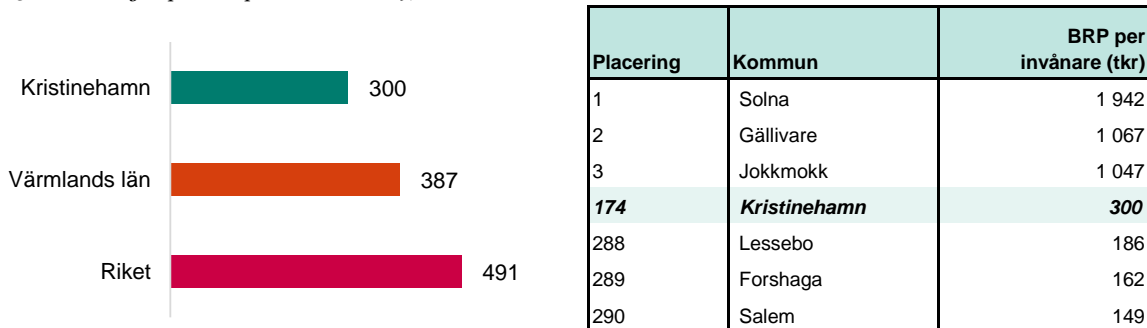 Kristinehamn 300
Värmlands län 387
Riket 491
Placering Kommun BRP per invånare (tkr)
1 Solna 1 942
2 Gällivare 1 067
3 Jokkmokk 1 047
174 Kristinehamn 300
288 Lessebo 186
289 Forshaga 162
290 Salem 149